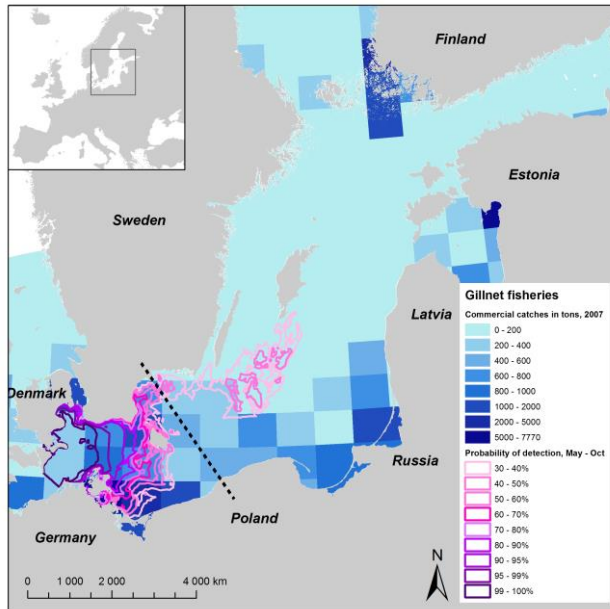 Finland
Estonia
Sweden
Gillnet fisheries
Commercial catches in tons, 2007
0 - 200
200 - 400
400 - 600
600 - 800
800 - 1000
1000 - 2000
2000 - 5000
5000 - 7770
Probability of detection, May - Oct
30 - 40%
40 - 50%
50 - 60%
60 - 70%
70 - 80%
80 - 90%
90 - 95%
95 - 99%
99 - 100%
Latvia
Denmark
Russia
Poland
Germany
N
0 1 000 2 000 4 000 km